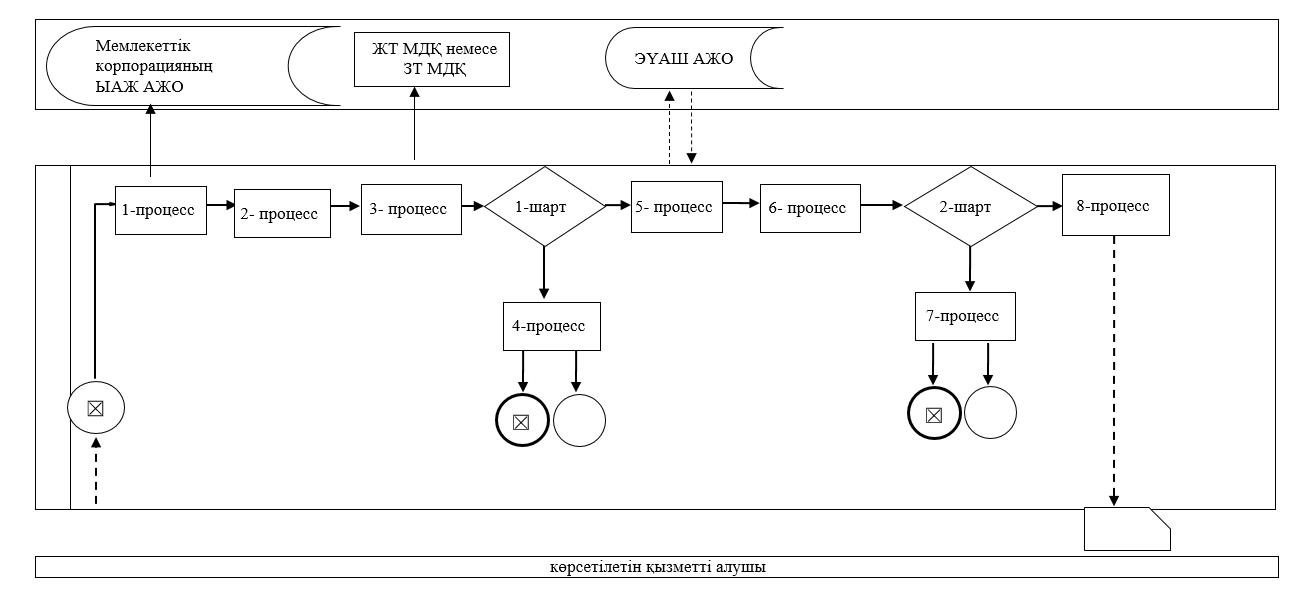 Мемлекеттік
корпорацияның
ЫАЖ АЖО
ЖТ МДҚ немесе
ЗТ МДҚ
ЭҮАШ АЖО
1-процесс
2- процесс
3- процесс
1-шарт
5- процесс
6- процесс
2-шарт
8-процесс
4-процесс
7-процесс
көрсетілетін қызметті алушы